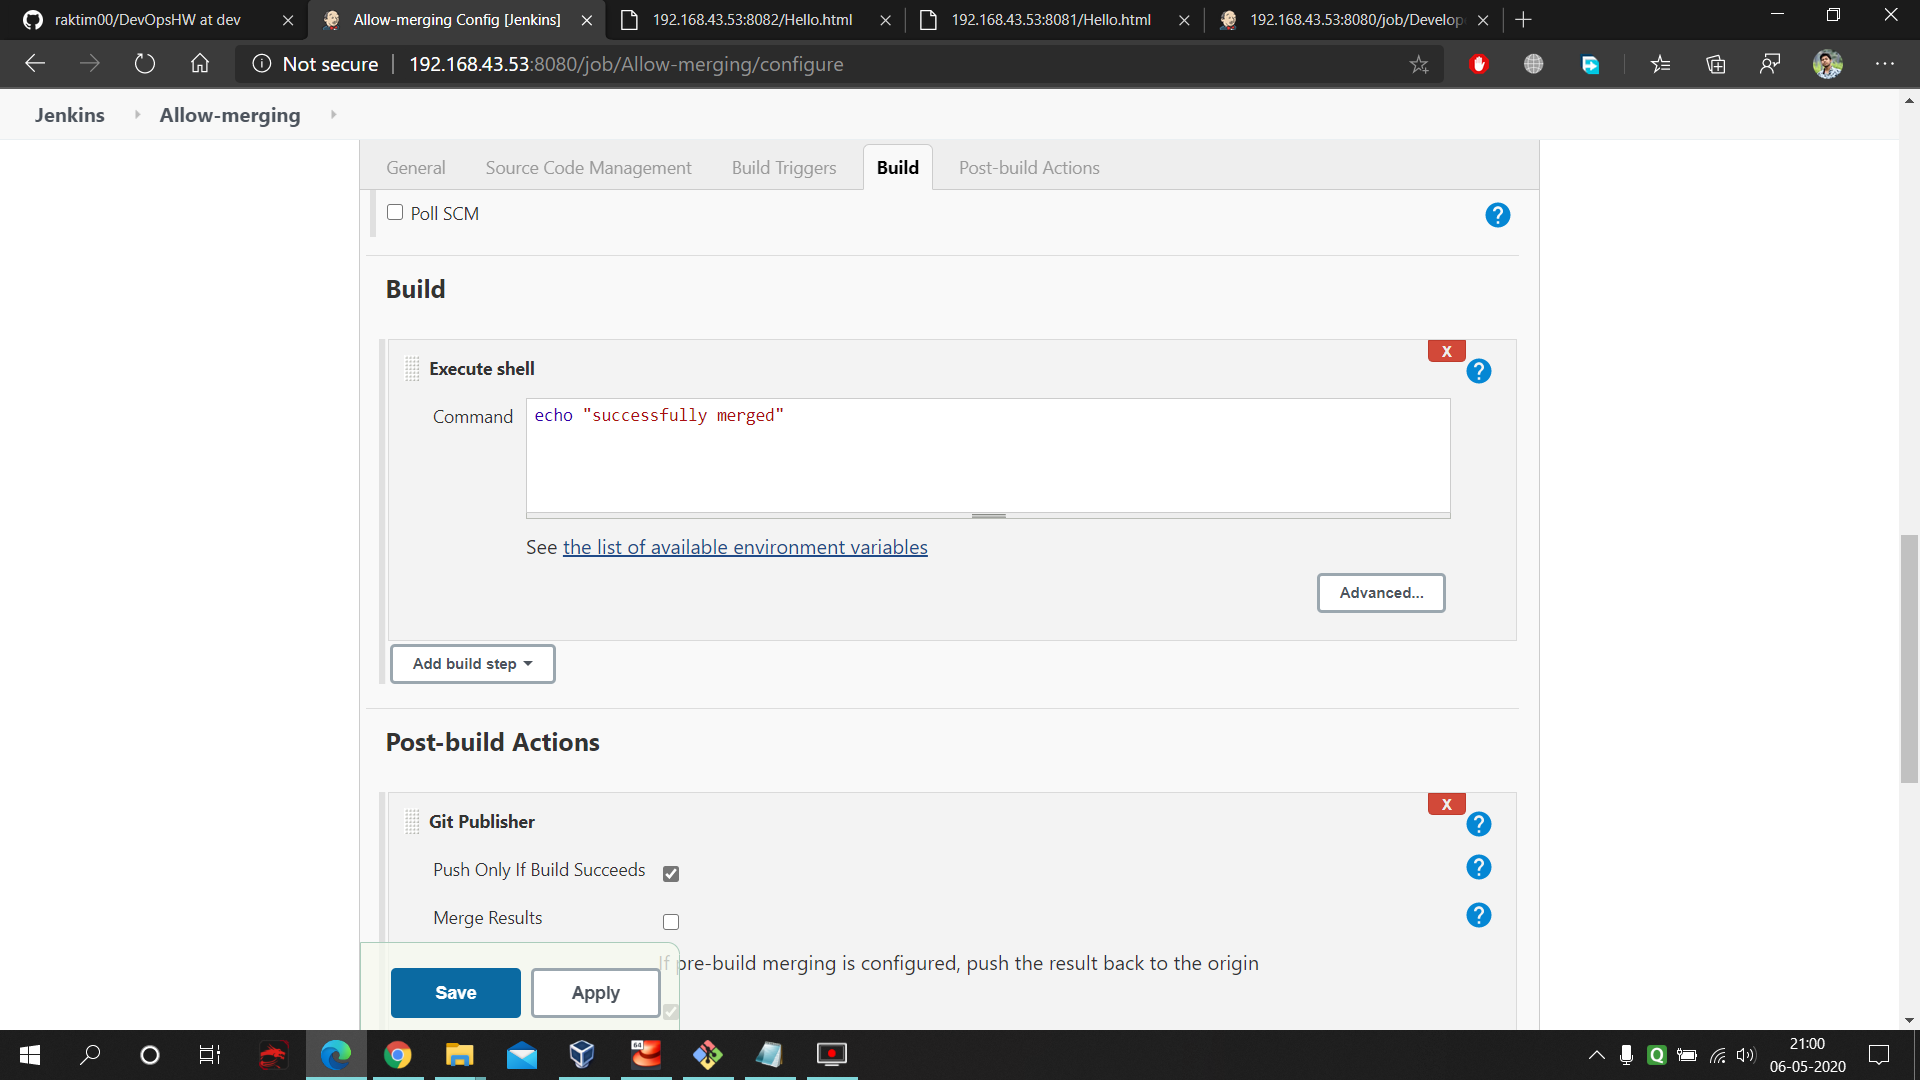 raktim00/DevOpsHW at dev
Allow-merging Config [Jenkins]
192.168.43.53:8082/Hello.html
192.168.43.53:8081/Hello.html
192.168.43.53:8080/job/Develop
Not secure
192.168.43.53:8080/job/Allow-merging/configure
Jenkins
Allow-merging
General
Source Code Management
Build Triggers
Build
Post-build Actions
Poll SCM
?
Build
X
Execute shell
?
Command
echo "successfully merged"
See the list of available environment variables
Advanced...
Add build step
Post-build Actions
X
Git Publisher
?
Push Only If Build Succeeds
?
Merge Results
?
If pre-build merging is configured, push the result back to the origin
Save
Apply
64
Q
21:00
06-05-2020